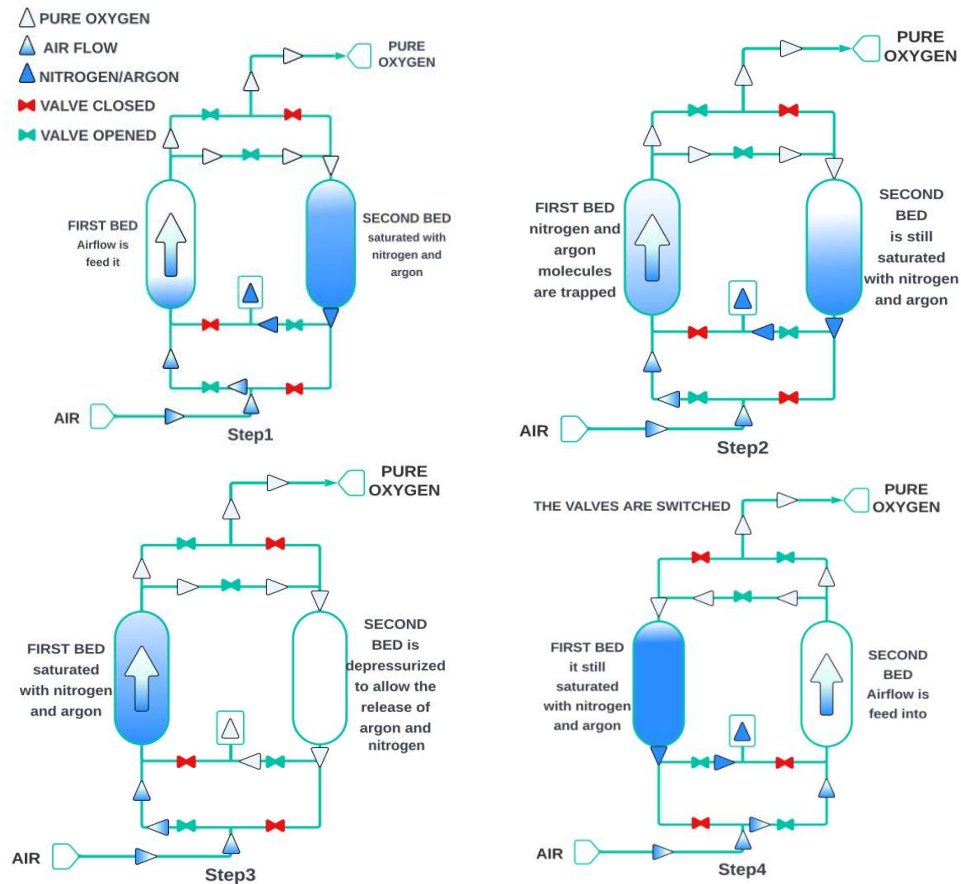 PURE OXYGEN
AIR FLOW
NITROGEN/ARGON
VALVE CLOSED
VALVE OPENED
PURE
OXYGEN
FIRST BED
Airflow is
feed it
SECOND BED
saturated with
nitrogen and
argon
AIR
Step1
PURE
OXYGEN
FIRST BED
nitrogen and
argon
molecules
are trapped
SECOND
BED
is still
saturated
with nitrogen
and argon
AIR
Step2
PURE
OXYGEN
FIRST BED
saturated
with nitrogen
and argon
SECOND
BED is
depressurized
to allow the
release of
argon and
nitrogen
AIR
Step3
THE VALVES ARE SWITCHED
PURE
OXYGEN
FIRST BED
it still
saturated
with nitrogen
and argon
SECOND
BED
Airflow is
feed into
AIR
Step4